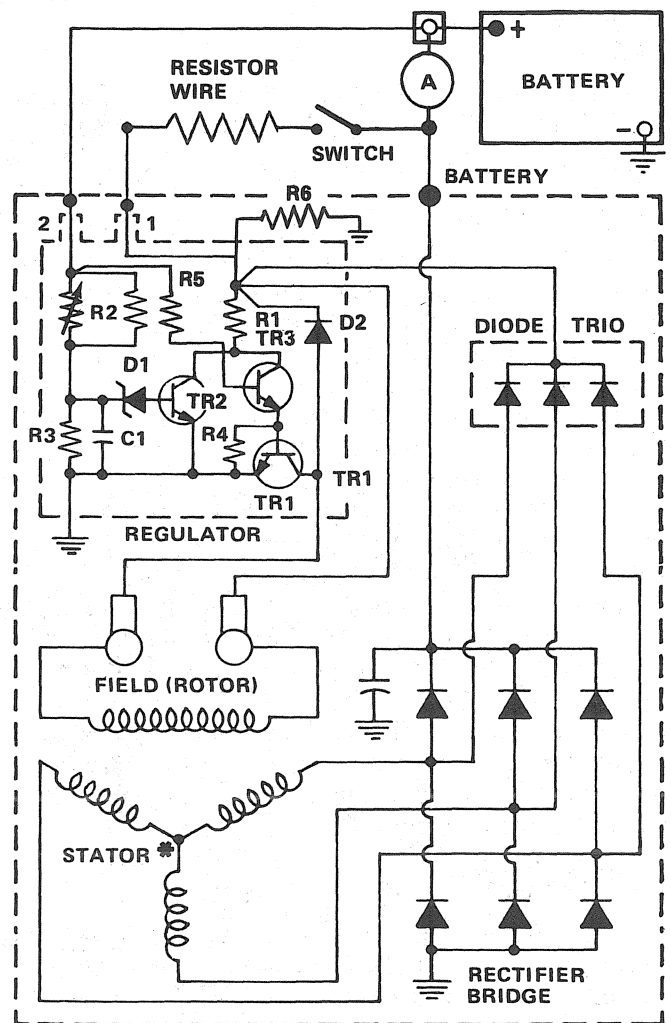 +
RESISTOR
WIRE
A
BATTERY
SWITCH
-
BATTERY
R6
2
1
R5
R2
R1
TR3
D2
DIODE TRIO
D1
TR2
R3
C1
R4
TR1
TR1
REGULATOR
FIELD (ROTOR)
STATOR *
RECTIFIER
BRIDGE